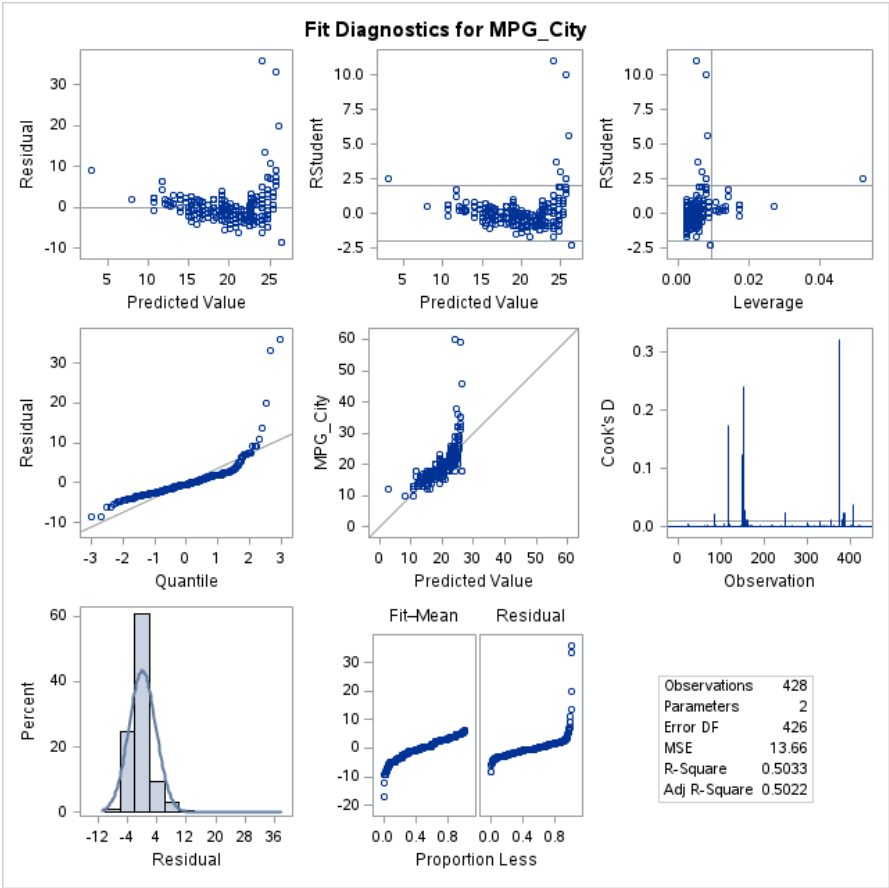 Fit Diagnostics for MPG_City
30
20
10
0
-10
Residual
5 10 15 20 25
Predicted Value
10.0
7.5
5.0
2.5
0.0
-2.5
RStudent
5 10 15 20 25
Predicted Value
10.0
7.5
5.0
2.5
0.0
-2.5
RStudent
0.00 0.02 0.04
Leverage
30
20
10
0
-10
Residual
-3 -2 -1 0 1 2 3
Quantile
60
50
40
30
20
10
0
MPG_City
0 10 20 30 40 50 60
Predicted Value
0.3
0.2
0.1
0.0
Cook's D
0 100 200 300 400
Observation
60
40
20
0
Percent
-12 -4 4 12 20 28 36
Residual
Fit–Mean Residual
30
20
10
0
-10
-20
0.0 0.4 0.8 0.0 0.4 0.8
Proportion Less
Observations 428
Parameters 2
Error DF 426
MSE 13.66
R-Square 0.5033
Adj R-Square 0.5022